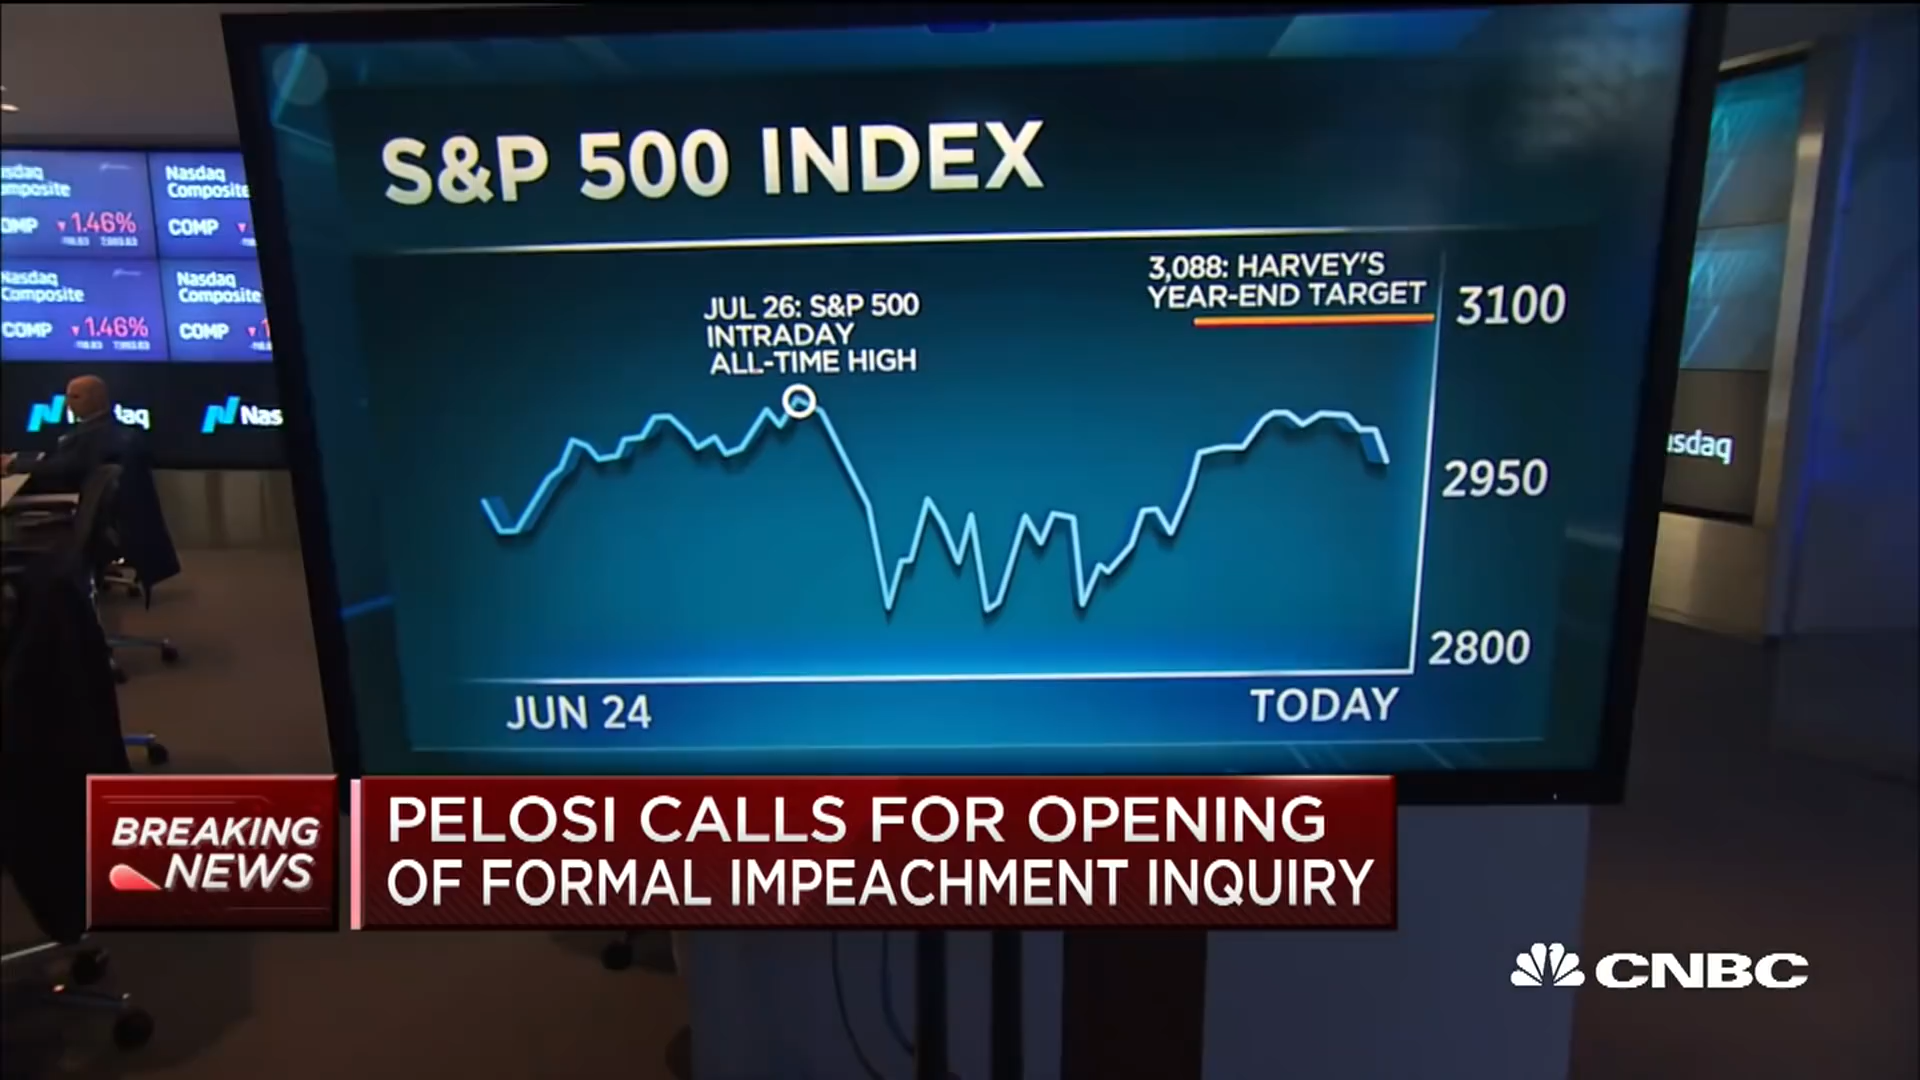 S&P 500 INDEX
3,088: HARVEY'S
YEAR-END TARGET
JUL 26: S&P 500
INTRADAY
ALL-TIME HIGH
3100
2950
2800
JUN 24
TODAY
Nasdaq
Composite
COMP
▼1.46%
Nasdaq
Composite
COMP
▼1.46%
BREAKING
NEWS
PELOSI CALLS FOR OPENING
OF FORMAL IMPEACHMENT INQUIRY
CNBC